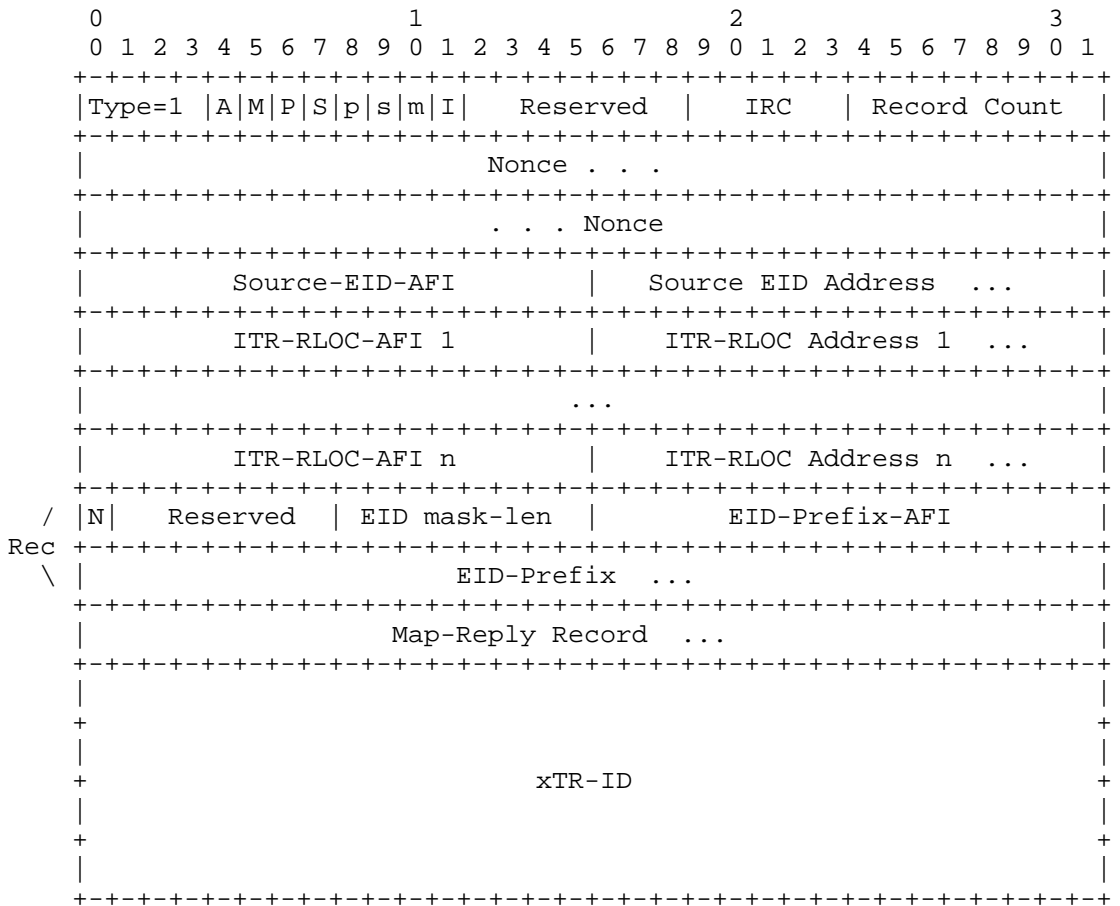 0                   1                   2                   3
 0 1 2 3 4 5 6 7 8 9 0 1 2 3 4 5 6 7 8 9 0 1 2 3 4 5 6 7 8 9 0 1
+-+-+-+-+-+-+-+-+-+-+-+-+-+-+-+-+-+-+-+-+-+-+-+-+-+-+-+-+-+-+-+-+
|Type=1 |A|M|P|S|p|s|m|I|   Reserved  |   IRC   | Record Count  |
+-+-+-+-+-+-+-+-+-+-+-+-+-+-+-+-+-+-+-+-+-+-+-+-+-+-+-+-+-+-+-+-+
|                         Nonce . . .                           |
+-+-+-+-+-+-+-+-+-+-+-+-+-+-+-+-+-+-+-+-+-+-+-+-+-+-+-+-+-+-+-+-+
|                         . . . Nonce                           |
+-+-+-+-+-+-+-+-+-+-+-+-+-+-+-+-+-+-+-+-+-+-+-+-+-+-+-+-+-+-+-+-+
|         Source-EID-AFI        |   Source EID Address  ...     |
+-+-+-+-+-+-+-+-+-+-+-+-+-+-+-+-+-+-+-+-+-+-+-+-+-+-+-+-+-+-+-+-+
|         ITR-RLOC-AFI 1        |    ITR-RLOC Address 1  ...    |
+-+-+-+-+-+-+-+-+-+-+-+-+-+-+-+-+-+-+-+-+-+-+-+-+-+-+-+-+-+-+-+-+
|                              ...                              |
+-+-+-+-+-+-+-+-+-+-+-+-+-+-+-+-+-+-+-+-+-+-+-+-+-+-+-+-+-+-+-+-+
|         ITR-RLOC-AFI n        |    ITR-RLOC Address n  ...    |
+-+-+-+-+-+-+-+-+-+-+-+-+-+-+-+-+-+-+-+-+-+-+-+-+-+-+-+-+-+-+-+-+
/ |N|   Reserved  | EID mask-len  |        EID-Prefix-AFI         |
Rec +-+-+-+-+-+-+-+-+-+-+-+-+-+-+-+-+-+-+-+-+-+-+-+-+-+-+-+-+-+-+-+-+
\ |                       EID-Prefix  ...                         |
+-+-+-+-+-+-+-+-+-+-+-+-+-+-+-+-+-+-+-+-+-+-+-+-+-+-+-+-+-+-+-+-+
|                   Map-Reply Record  ...                       |
+-+-+-+-+-+-+-+-+-+-+-+-+-+-+-+-+-+-+-+-+-+-+-+-+-+-+-+-+-+-+-+-+
|                                                               |
+                                                               +
|                                                               |
+                            xTR-ID                             +
|                                                               |
+                                                               +
|                                                               |
+-+-+-+-+-+-+-+-+-+-+-+-+-+-+-+-+-+-+-+-+-+-+-+-+-+-+-+-+-+-+-+-+